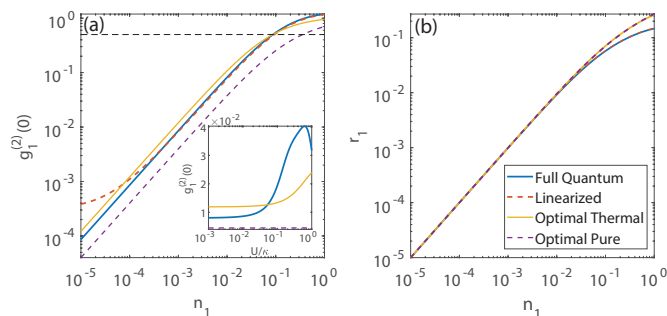 (a)
10^0
10^-1
10^-2
10^-3
10^-4
g_1^(2)(0)
10^-5
10^-4
10^-3
10^-2
10^-1
10^0
n_1
×10^-2
4
3
2
1
g_1^(2)(0)
10^-3
10^-2
10^-1
10^0
U/κ
(b)
10^0
10^-1
10^-2
10^-3
10^-4
10^-5
r_1
10^-5
10^-4
10^-3
10^-2
10^-1
10^0
n_1
Full Quantum
Linearized
Optimal Thermal
Optimal Pure